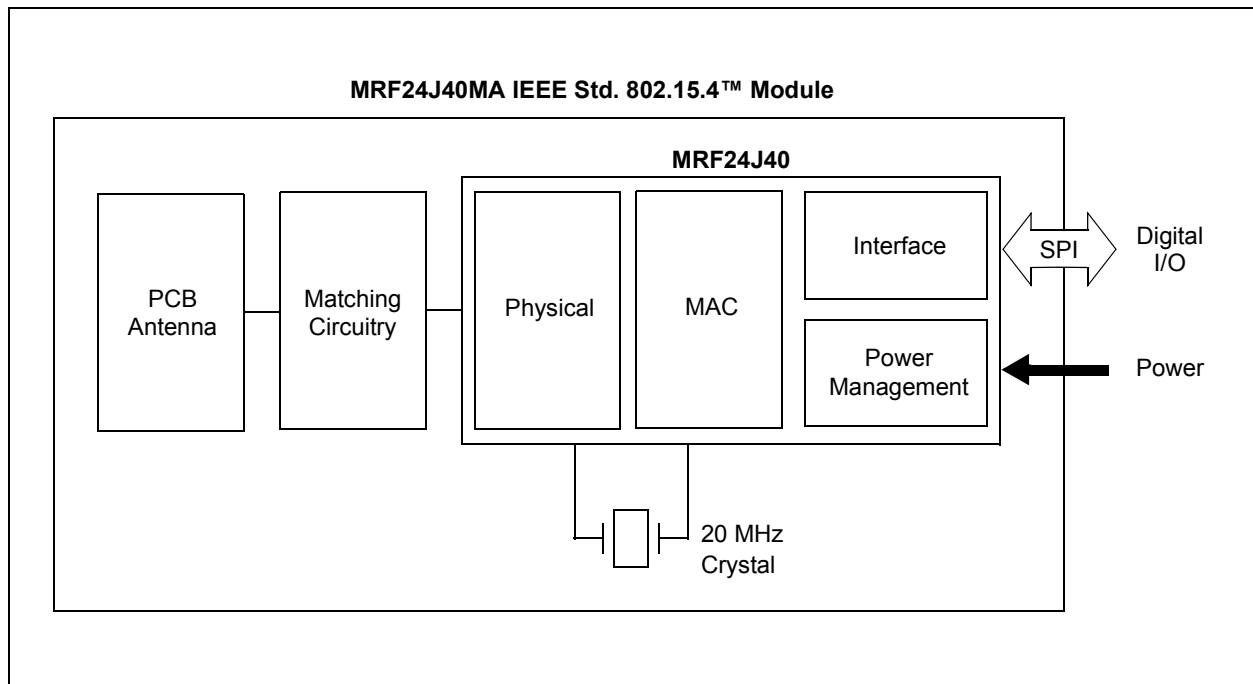 MRF24J40MA IEEE Std. 802.15.4™ Module
MRF24J40
PCB
Antenna
Matching
Circuitry
Physical
MAC
Interface
Power
Management
SPI
Digital
I/O
Power
20 MHz
Crystal